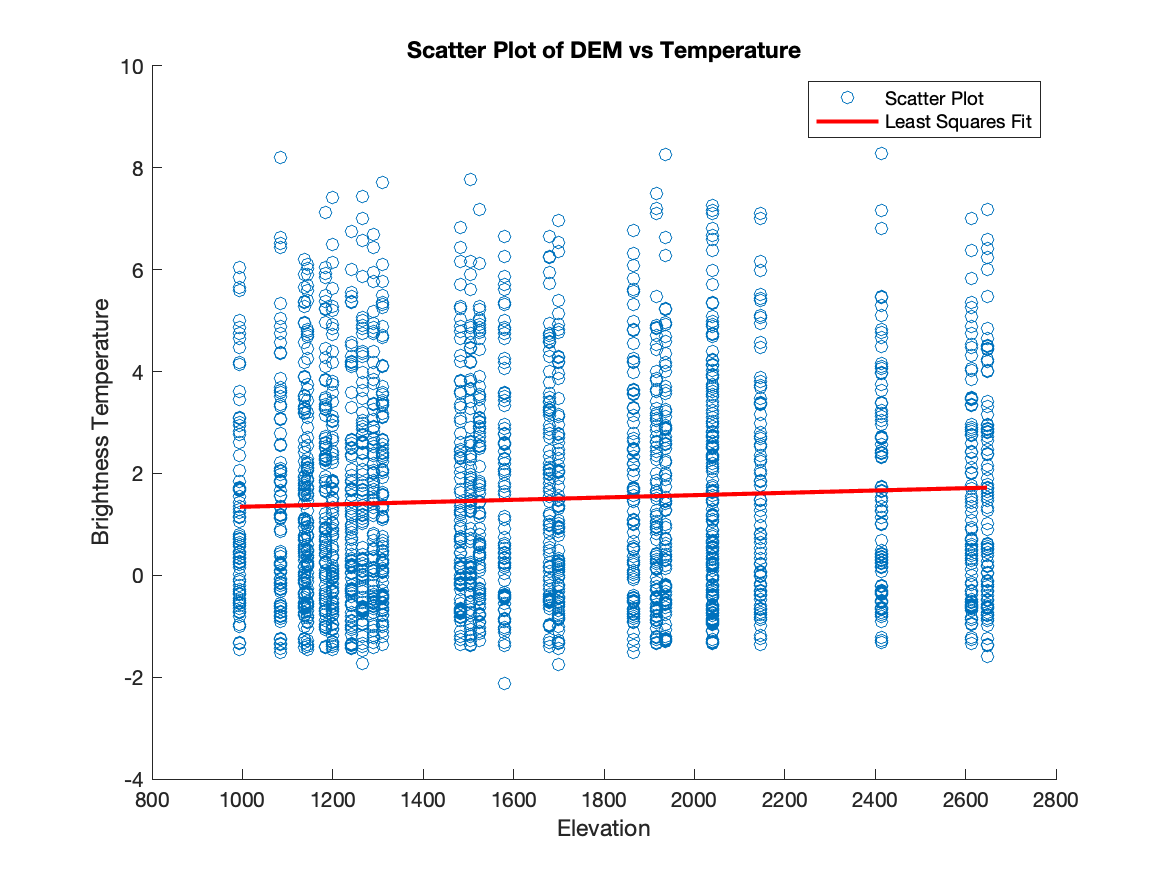 Scatter Plot of DEM vs Temperature
Scatter Plot
Least Squares Fit
Brightness Temperature
10
8
6
4
2
0
-2
-4
800 1000 1200 1400 1600 1800 2000 2200 2400 2600 2800
Elevation